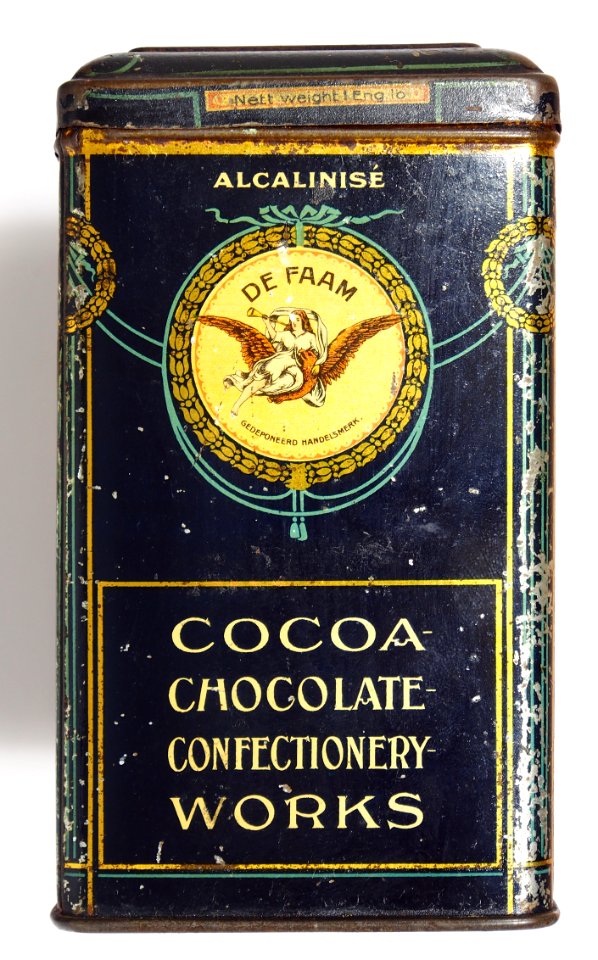 Nett weight 1 Eng lb
ALCALINISÉ
DE FAAM
GEDEPONEERD HANDELSMERK.
COCOA-
CHOCOLATE-
CONFECTIONERY-
WORKS